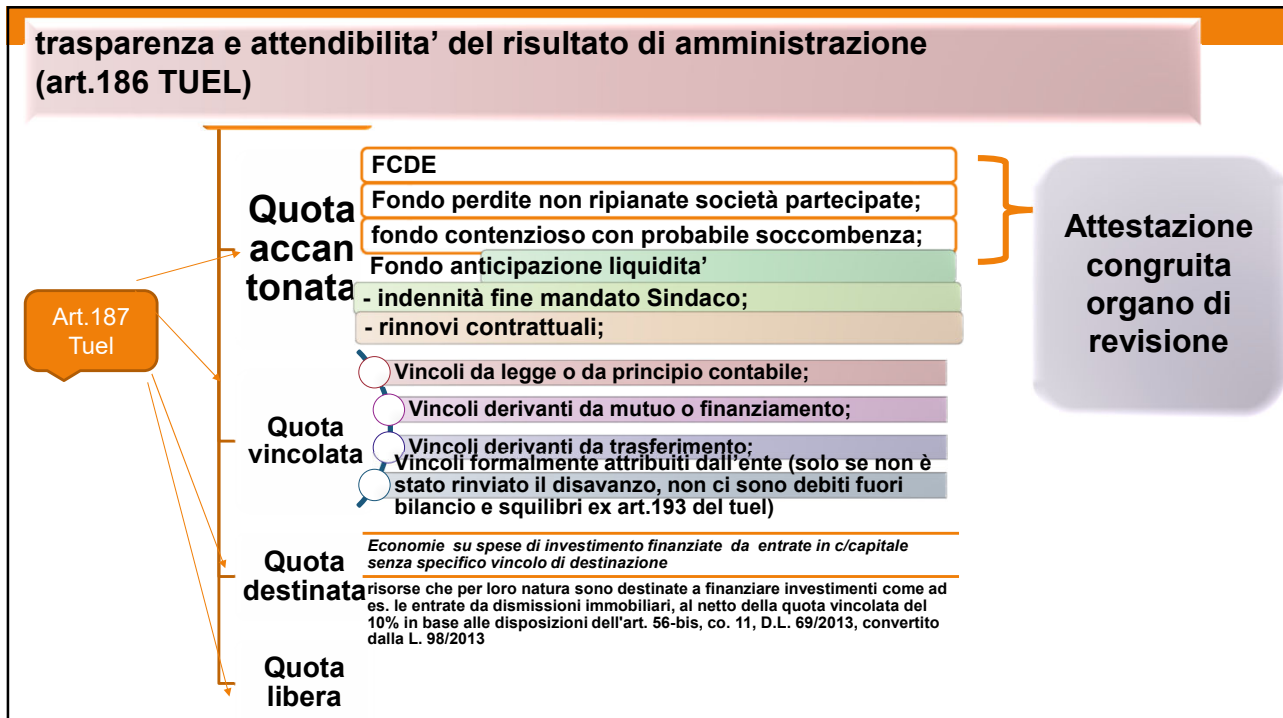 trasparenza e attendibilita’ del risultato di amministrazione
(art.186 TUEL)
Art.187
Tuel
Quota
accan
tonata
FCDE
Fondo perdite non ripianate società partecipate;
fondo contenzioso con probabile soccombenza;
Fondo anticipazione liquidita’
- indennità fine mandato Sindaco;
- rinnovi contrattuali;
Attestazione
congruita
organo di
revisione
Quota
vincolata
Vincoli da legge o da principio contabile;
Vincoli derivanti da mutuo o finanziamento;
Vincoli derivanti da trasferimento;
Vincoli formalmente attribuiti dall’ente (solo se non è
stato rinviato il disavanzo, non ci sono debiti fuori
bilancio e squilibri ex art.193 del tuel)
Quota
destinata
Economie su spese di investimento finanziate da entrate in c/capitale
senza specifico vincolo di destinazione
risorse che per loro natura sono destinate a finanziare investimenti come ad
es. le entrate da dismissioni immobiliari, al netto della quota vincolata del
10% in base alle disposizioni dell'art. 56-bis, co. 11, D.L. 69/2013, convertito
dalla L. 98/2013
Quota
libera